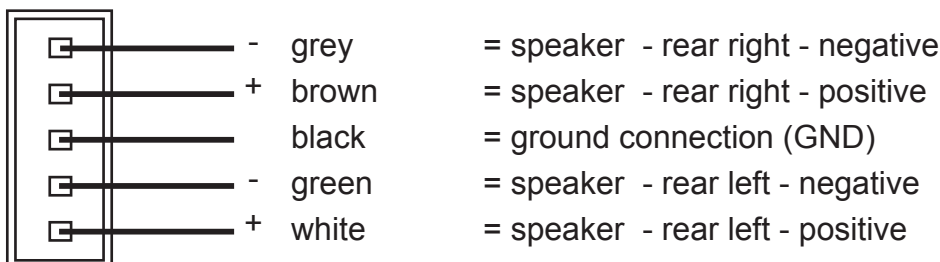 - grey = speaker - rear right - negative
+ brown = speaker - rear right - positive
black = ground connection (GND)
- green = speaker - rear left - negative
+ white = speaker - rear left - positive